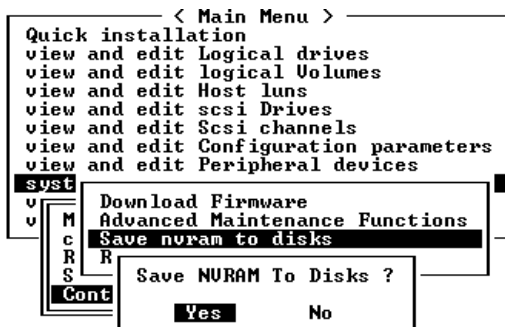 < Main Menu >
Quick installation
view and edit Logical drives
view and edit logical Volumes
view and edit Host luns
view and edit scsi Drives
view and edit Scsi channels
view and edit Configuration parameters
view and edit Peripheral devices
syst
v
v
Download Firmware
M
Advanced Maintenance Functions
c
Save nvram to disks
R
R
S
Save NVRAM To Disks ?
Cont
Yes No